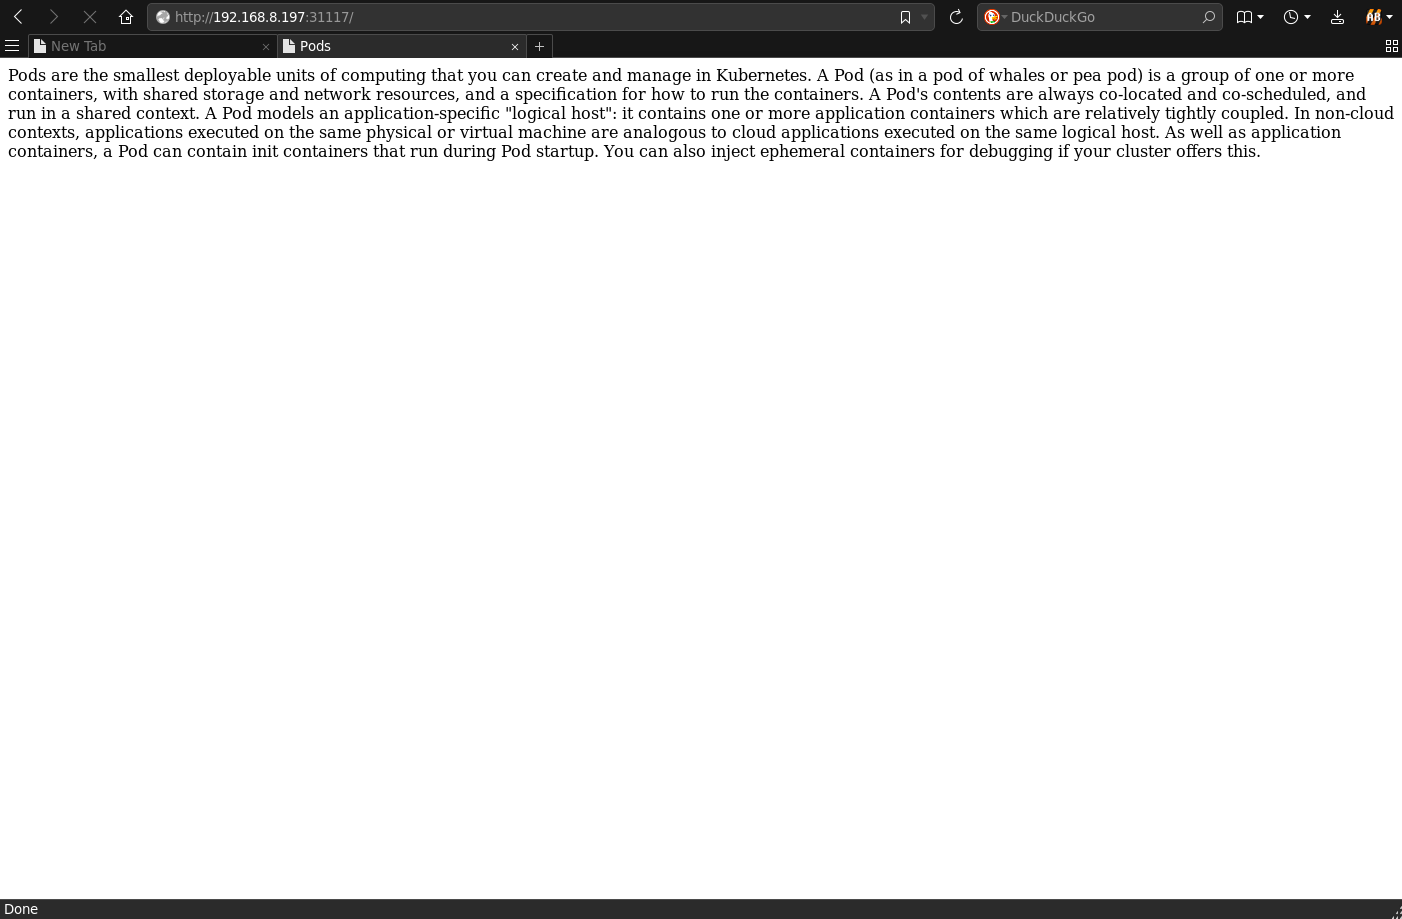 http://192.168.8.197:31117/
DuckDuckGo
AB
New Tab
Pods
Pods are the smallest deployable units of computing that you can create and manage in Kubernetes. A Pod (as in a pod of whales or pea pod) is a group of one or more
containers, with shared storage and network resources, and a specification for how to run the containers. A Pod's contents are always co-located and co-scheduled, and
run in a shared context. A Pod models an application-specific "logical host": it contains one or more application containers which are relatively tightly coupled. In non-cloud
contexts, applications executed on the same physical or virtual machine are analogous to cloud applications executed on the same logical host. As well as application
containers, a Pod can contain init containers that run during Pod startup. You can also inject ephemeral containers for debugging if your cluster offers this.
Done